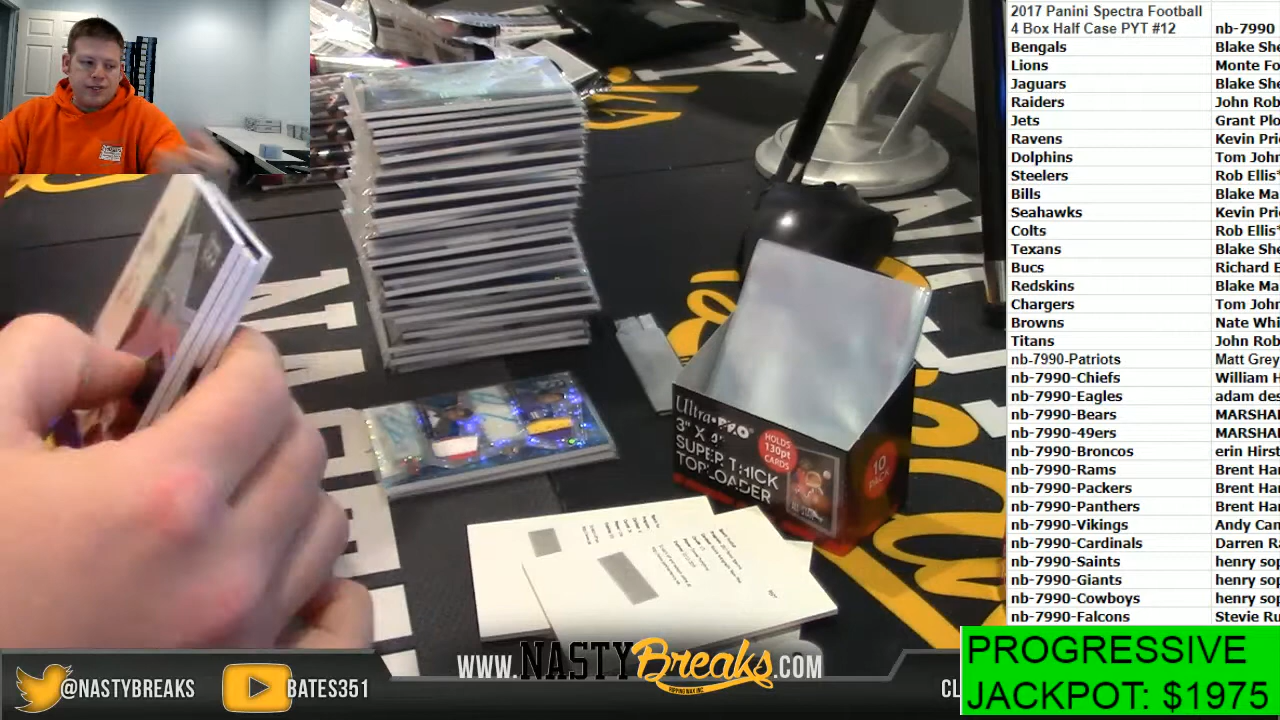 2017 Panini Spectra Football
4 Box Half Case PYT #12 nb-7990
Bengals Blake She
Lions Monte Fo
Jaguars Blake She
Raiders John Rob
Jets Grant Plo
Ravens Kevin Pri
Dolphins Tom John
Steelers Rob Ellis*
Bills Blake Ma
Seahawks Kevin Pri
Colts Rob Ellis*
Texans Blake She
Bucs Richard E
Redskins Blake Ma
Chargers Tom John
Browns Nate Whi
Titans John Rob
nb-7990-Patriots Matt Grey
nb-7990-Chiefs William H
nb-7990-Eagles adam des
nb-7990-Bears MARSHAL
nb-7990-49ers MARSHAL
nb-7990-Broncos erin Hirst
nb-7990-Rams Brent Har
nb-7990-Packers Brent Har
nb-7990-Panthers Brent Har
nb-7990-Vikings Andy Cam
nb-7990-Cardinals Darren Ra
nb-7990-Saints henry sop
nb-7990-Giants henry sop
nb-7990-Cowboys henry sop
nb-7990-Falcons Stevie Ru
PROGRESSIVE
JACKPOT: $1975
Ultra·PRO
3" X 4"
SUPER THICK
TOPLOADER
HOLDS
130pt
CARDS
10
PACK
@NASTYBREAKS
BATES351
WWW.NASTYBreaks.COM
RIPPING WAX INC.
CL